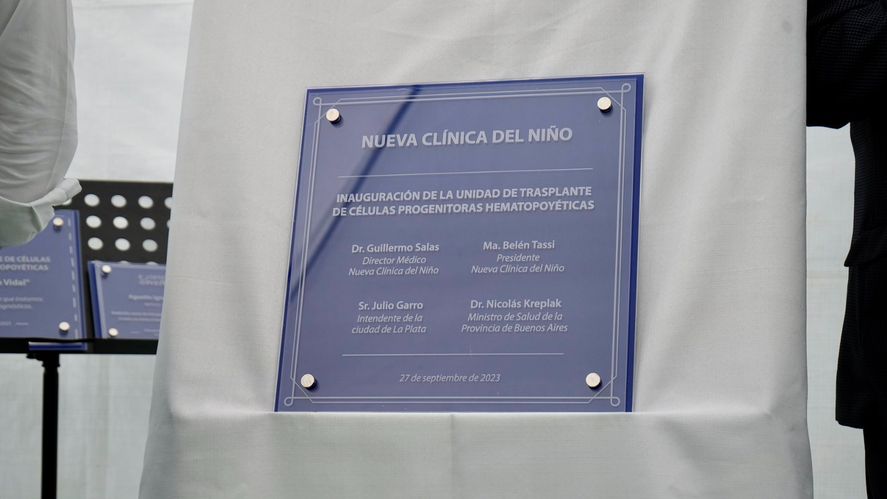 NUEVA CLÍNICA DEL NIÑO
INAUGURACIÓN DE LA UNIDAD DE TRASPLANTE
DE CÉLULAS PROGENITORAS HEMATOPOYÉTICAS
Dr. Guillermo Salas
Director Médico
Nueva Clínica del Niño
Ma. Belén Tassi
Presidente
Nueva Clínica del Niño
Sr. Julio Garro
Intendente de la
ciudad de La Plata
Dr. Nicolás Kreplak
Ministro de Salud de la
Provincia de Buenos Aires
27 de septiembre de 2023
DE CÉLULAS
Vidal"